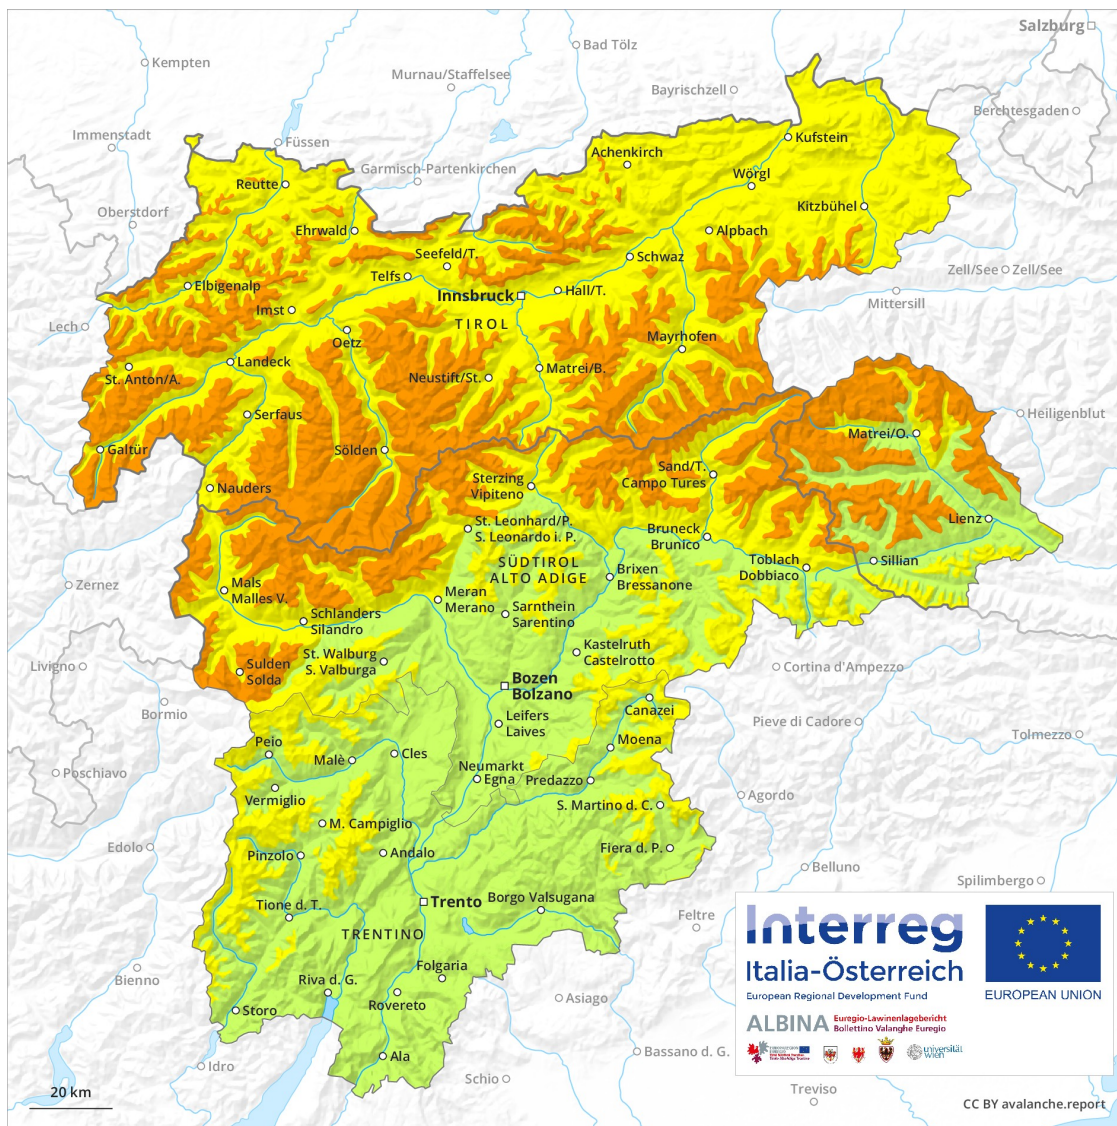 Salzburg
Bad Tölz
Kempten
Murnau/Staffelsee
Bayrischzell
Berchtesgaden
Immenstadt
Füssen
Kufstein
Achenkirch
Garmisch-Partenkirchen
Wörgl
Reutte
Oberstdorf
Kitzbühel
Ehrwald
Alpbach
Seefeld/T.
Schwaz
Telfs
Zell/See
Zell/See
Elbigenalp
Hall/T.
Innsbruck
Mittersill
Imst
TIROL
Lech
Oetz
Mayrhofen
Landeck
Matrei/B.
St. Anton/A.
Neustift/St.
Serfaus
Heiligenblut
Matrei/O.
Galtür
Sölden
Sand/T.
Campo Tures
Sterzing
Vipiteno
Nauders
St. Leonhard/P.
S. Leonardo i. P.
Lienz
Bruneck
Brunico
SÜDTIROL
ALTO ADIGE
Toblach
Dobbiaco
Sillian
Brixen
Bressanone
Zernez
Mals
Malles V.
Meran
Merano
Schlanders
Silandro
Sarnthein
Sarentino
Kastelruth
Castelrotto
St. Walburg
S. Valburga
Livigno
Sulden
Solda
Cortina d'Ampezzo
Bozen
Bolzano
Bormio
Canazei
Leifers
Laives
Pieve di Cadore
Tolmezzo
Peio
Moena
Malè
Cles
Poschiavo
Neumarkt
Egna
Predazzo
Vermiglio
Agordo
S. Martino d. C.
M. Campiglio
Edolo
Pinzolo
Andalo
Fiera d. P.
Belluno
Spilimbergo
Tione d. T.
Trento
Borgo Valsugana
Feltre
TRENTINO
Folgaria
Bienno
Riva d. G.
Rovereto
Asiago
Storo
Ala
Bassano d. G.
Idro
Schio
Treviso
20 km
Interreg
Italia-Österreich
European Regional Development Fund
EUROPEAN UNION
ALBINA
Euregio-Lawinenlagebericht
Bollettino Valanghe Euregio
universität
wien
CC BY avalanche.report